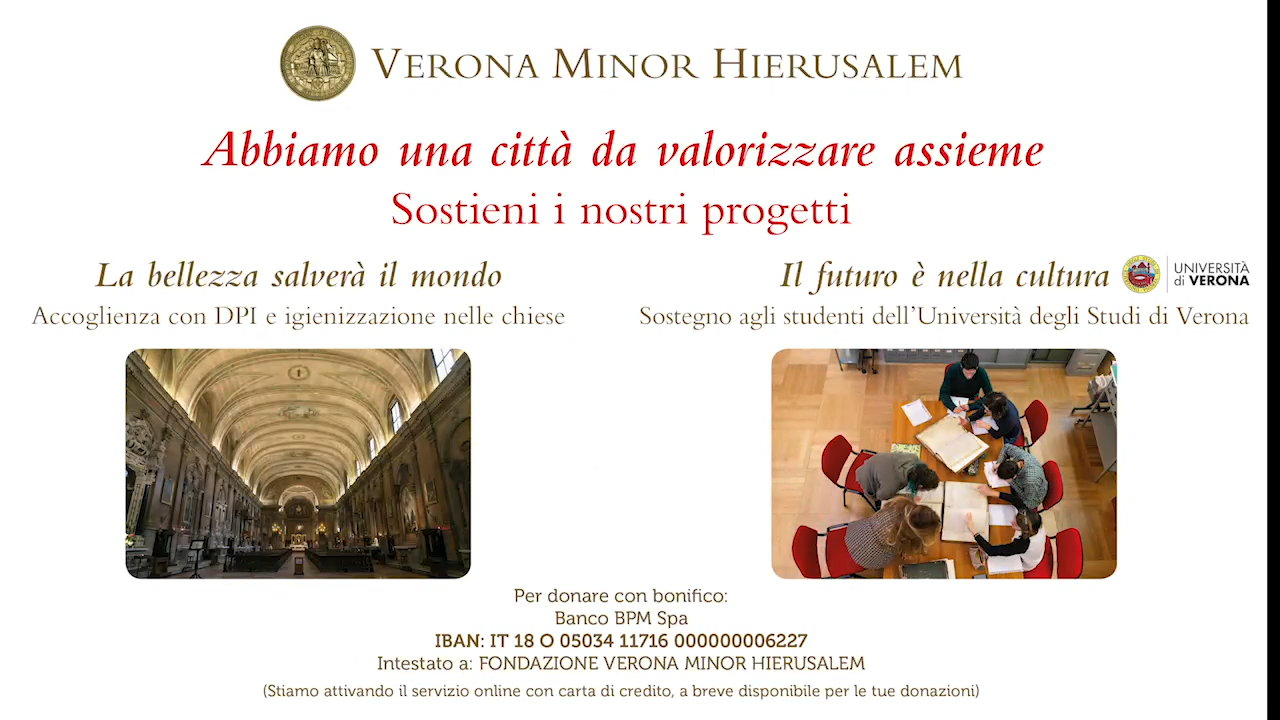 VERONA MINOR HIERUSALEM
Abbiamo una città da valorizzare assieme
Sostieni i nostri progetti
La bellezza salverà il mondo
Accoglienza con DPI e igienizzazione nelle chiese
Il futuro è nella cultura
UNIVERSITÀ
di VERONA
Sostegno agli studenti dell'Università degli Studi di Verona
Per donare con bonifico:
Banco BPM Spa
IBAN: IT 18 O 05034 11716 000000006227
Intestato a: FONDAZIONE VERONA MINOR HIERUSALEM
(Stiamo attivando il servizio online con carta di credito, a breve disponibile per le tue donazioni)